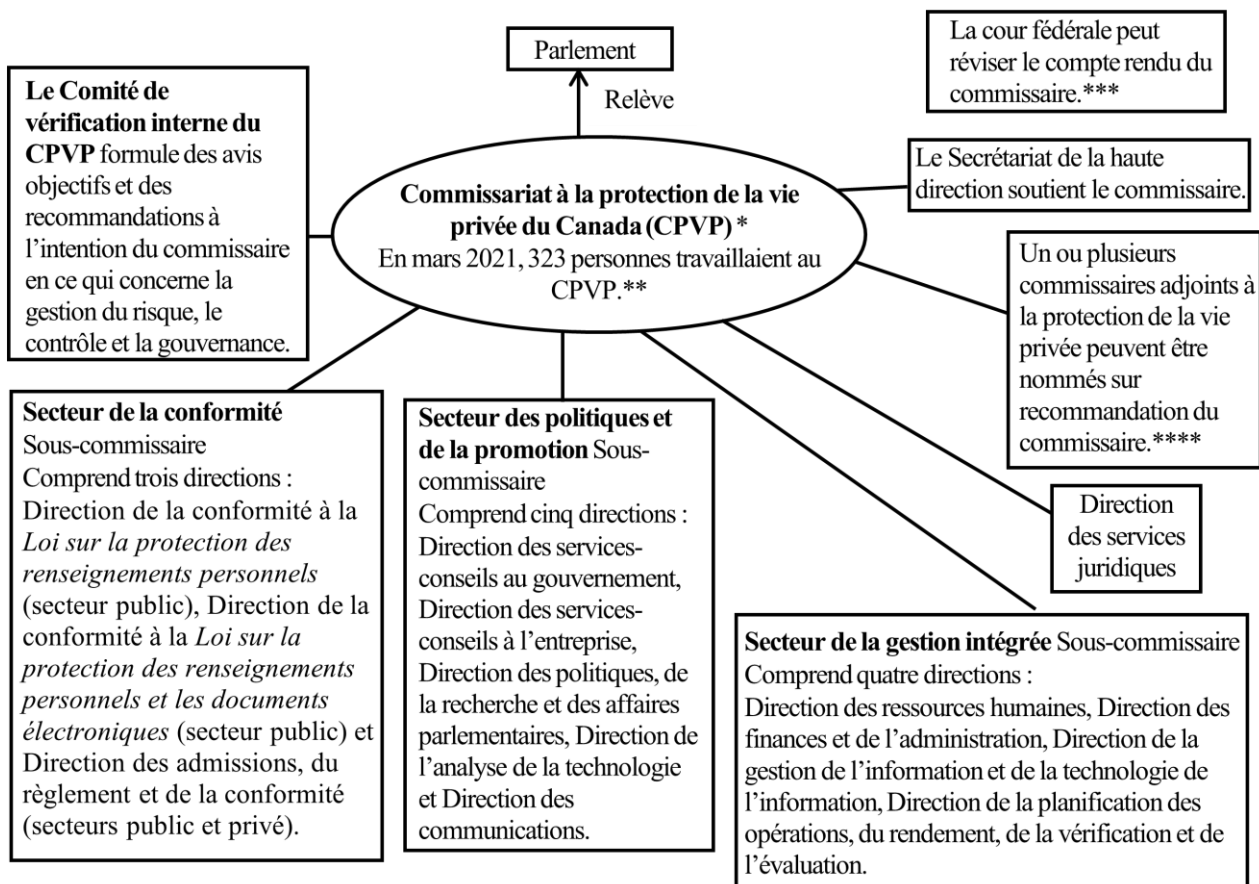 Parlement
Relève
La cour fédérale peut
réviser le compte rendu du
commissaire.***
Le Comité de
vérification interne du
CPVP formule des avis
objectifs et des
recommandations à
l’intention du commissaire
en ce qui concerne la
gestion du risque, le
contrôle et la gouvernance.
Commissariat à la protection de la vie
privée du Canada (CPVP) *
En mars 2021, 323 personnes travaillaient au
CPVP.**
Le Secrétariat de la haute
direction soutient le commissaire.
Un ou plusieurs
commissaires adjoints à
la protection de la vie
privée peuvent être
nommés sur
recommandation du
commissaire.****
Secteur de la conformité
Sous-commissaire
Comprend trois directions :
Direction de la conformité à la
Loi sur la protection des
renseignements personnels
(secteur public), Direction de la
conformité à la Loi sur la
protection des renseignements
personnels et les documents
électroniques (secteur public) et
Direction des admissions, du
règlement et de la conformité
(secteurs public et privé).
Secteur des politiques et
de la promotion Sous-
commissaire
Comprend cinq directions :
Direction des services-
conseils au gouvernement,
Direction des services-
conseils à l’entreprise,
Direction des politiques, de
la recherche et des affaires
parlementaires, Direction de
l’analyse de la technologie
et Direction des
communications.
Direction
des services
juridiques
Secteur de la gestion intégrée Sous-commissaire
Comprend quatre directions :
Direction des ressources humaines, Direction des
finances et de l’administration, Direction de la
gestion de l’information et de la technologie de
l’information, Direction de la planification des
opérations, du rendement, de la vérification et de
l’évaluation.